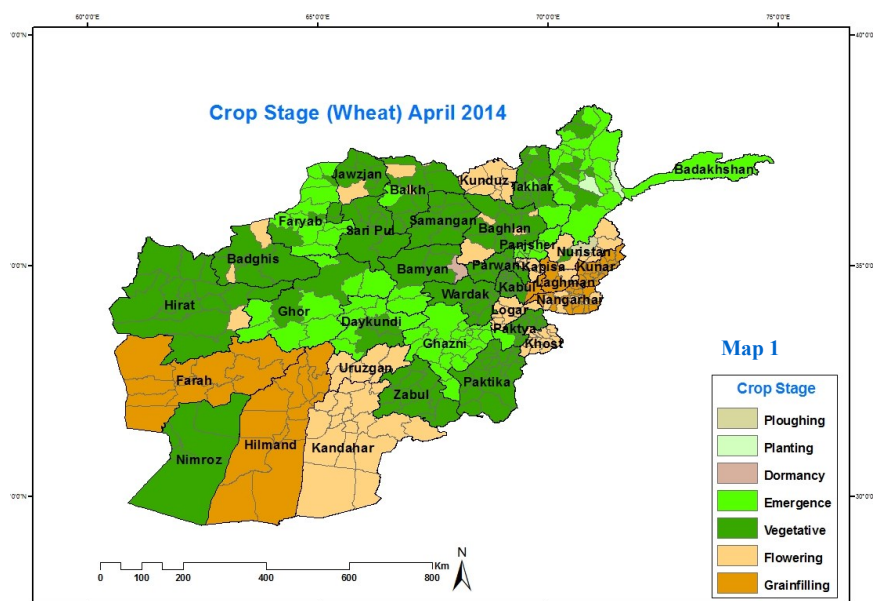 60°0'0"E 65°0'0"E 70°0'0"E 75°0'0"E
0'0"N 40°0'
Crop Stage (Wheat) April 2014
Jawzjan
Balkh
Kunduz
Takhar
Badakhshan
Faryab
Sari Pul
Samangan
Baghlan
Panjsher
Nuristan
Badghis
Bamyan
Parwan
Kapisa
Kunar
Laghman
Kabul
Hirat
Ghor
Wardak
Nangarhar
Logar
Daykundi
Paktya
Ghazni
Khost
Uruzgan
Farah
Zabul
Paktika
Hilmand
Kandahar
Nimroz
0'0"N 35°0'
0'0"N 30°0'
Map 1
Crop Stage
Ploughing
Planting
Dormancy
Emergence
Vegetative
Flowering
Grainfilling
N
Km
0 100 200 400 600 800